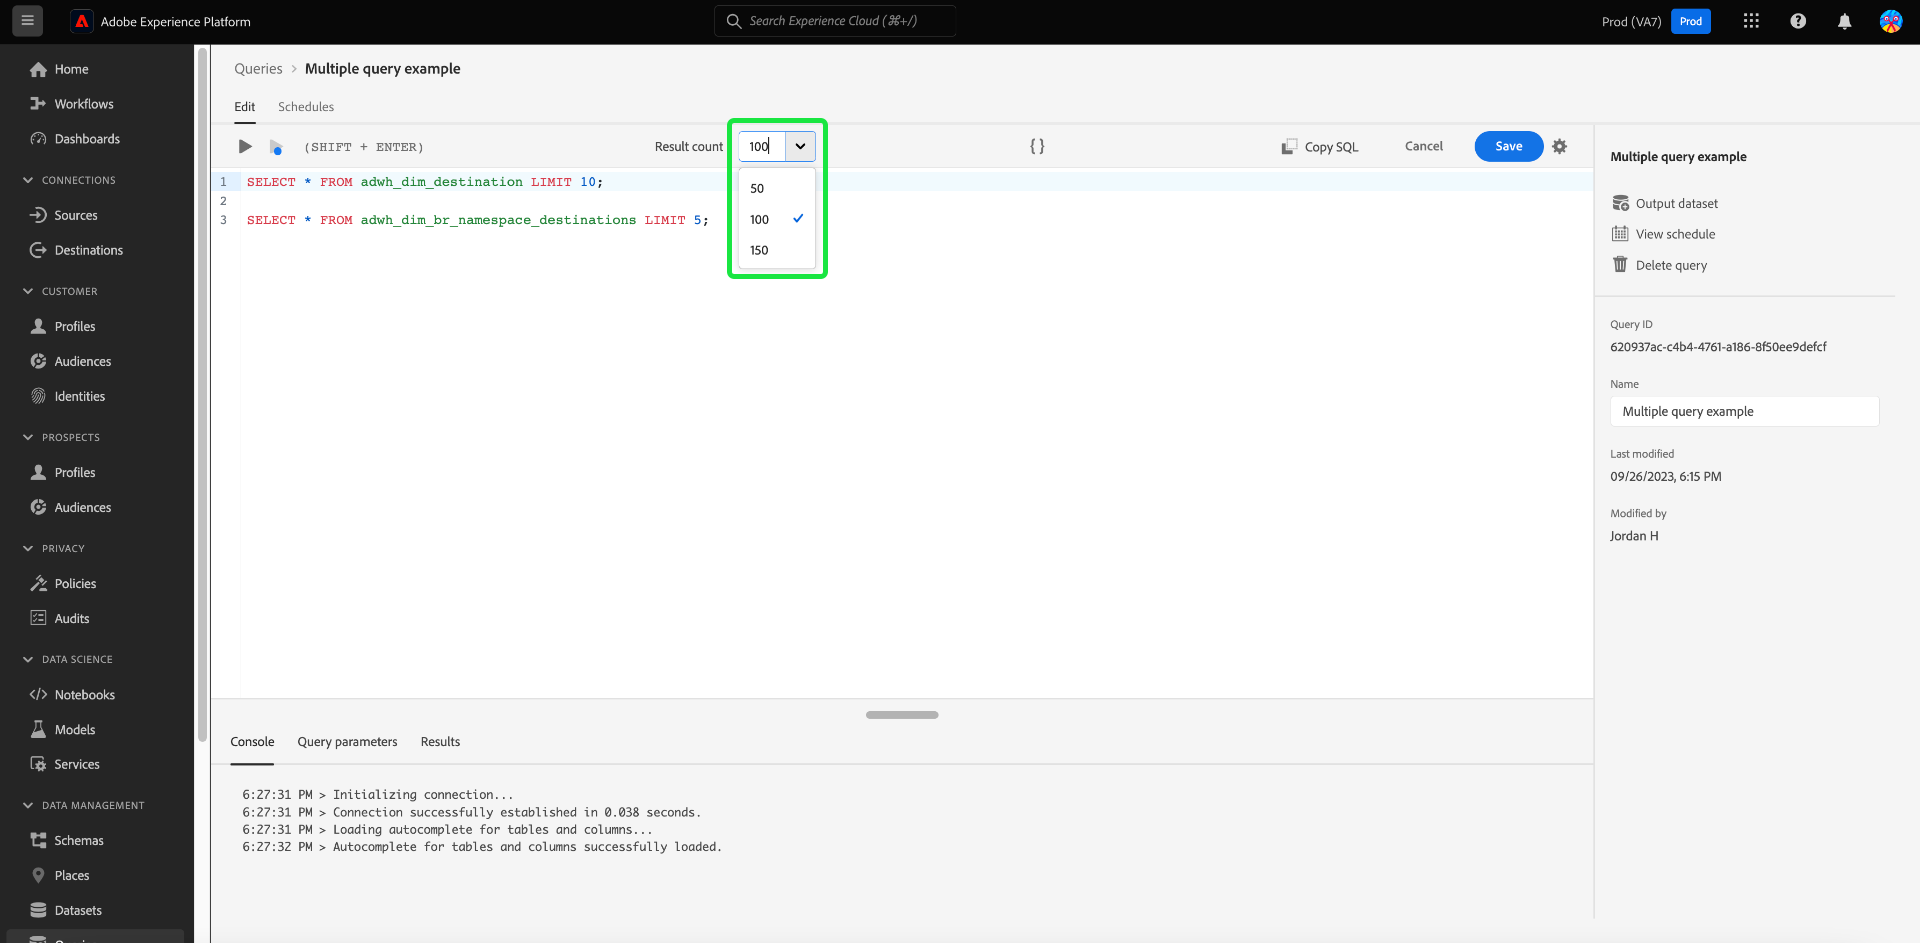 Adobe Experience Platform
Search Experience Cloud (⌘+/)
Prod (VA7)
Prod
Home
Workflows
Dashboards
CONNECTIONS
Sources
Destinations
CUSTOMER
Profiles
Audiences
Identities
PROSPECTS
Profiles
Audiences
PRIVACY
Policies
Audits
DATA SCIENCE
Notebooks
Models
Services
DATA MANAGEMENT
Schemas
Places
Datasets
Queries > Multiple query example
Edit
Schedules
(SHIFT + ENTER)
Result count
100
50
100
150
{}
Copy SQL
Cancel
Save
1 SELECT * FROM adwh_dim_destination LIMIT 10;
2
3 SELECT * FROM adwh_dim_br_namespace_destinations LIMIT 5;
Console
Query parameters
Results
6:27:31 PM > Initializing connection...
6:27:31 PM > Connection successfully established in 0.038 seconds.
6:27:31 PM > Loading autocomplete for tables and columns...
6:27:32 PM > Autocomplete for tables and columns successfully loaded.
Multiple query example
Output dataset
View schedule
Delete query
Query ID
620937ac-c4b4-4761-a186-8f50ee9defcf
Name
Multiple query example
Last modified
09/26/2023, 6:15 PM
Modified by
Jordan H